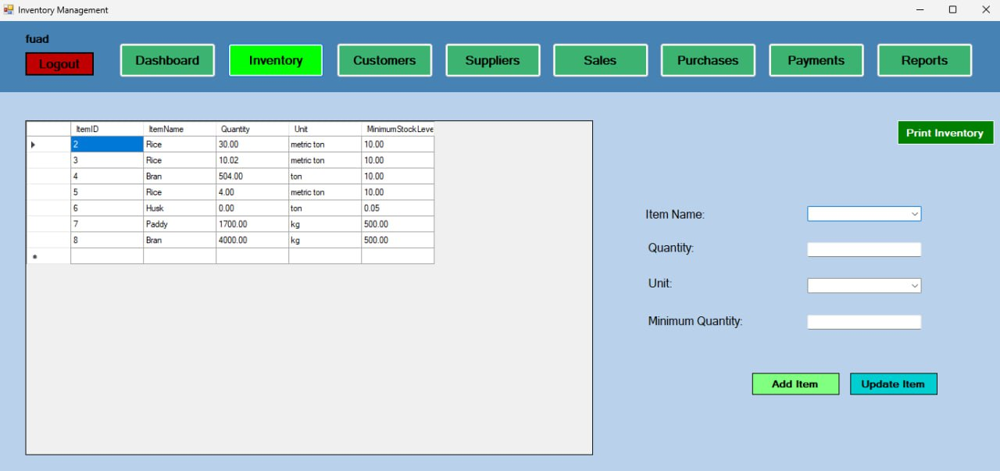 Inventory Management
fuad
Logout Dashboard Inventory Customers Suppliers Sales Purchases Payments Reports
ItemID ItemName Quantity Unit MinimumStockLeve
2 Rice 30.00 metric ton 10.00
3 Rice 10.02 metric ton 10.00
4 Bran 504.00 ton 10.00
5 Rice 4.00 metric ton 10.00
6 Husk 0.00 ton 0.05
7 Paddy 1700.00 kg 500.00
8 Bran 4000.00 kg 500.00
Print Inventory
Item Name:
Quantity:
Unit:
Minimum Quantity:
Add Item Update Item